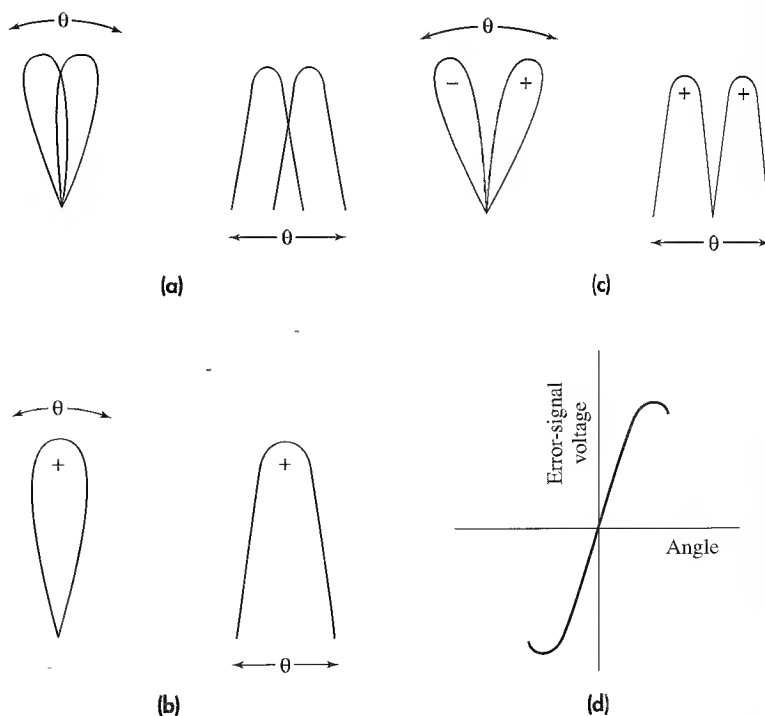 θ
θ
(a)
θ
- +
+ +
θ
(c)
θ
+
+
θ
(b)
Error-signal
voltage
Angle
(d)